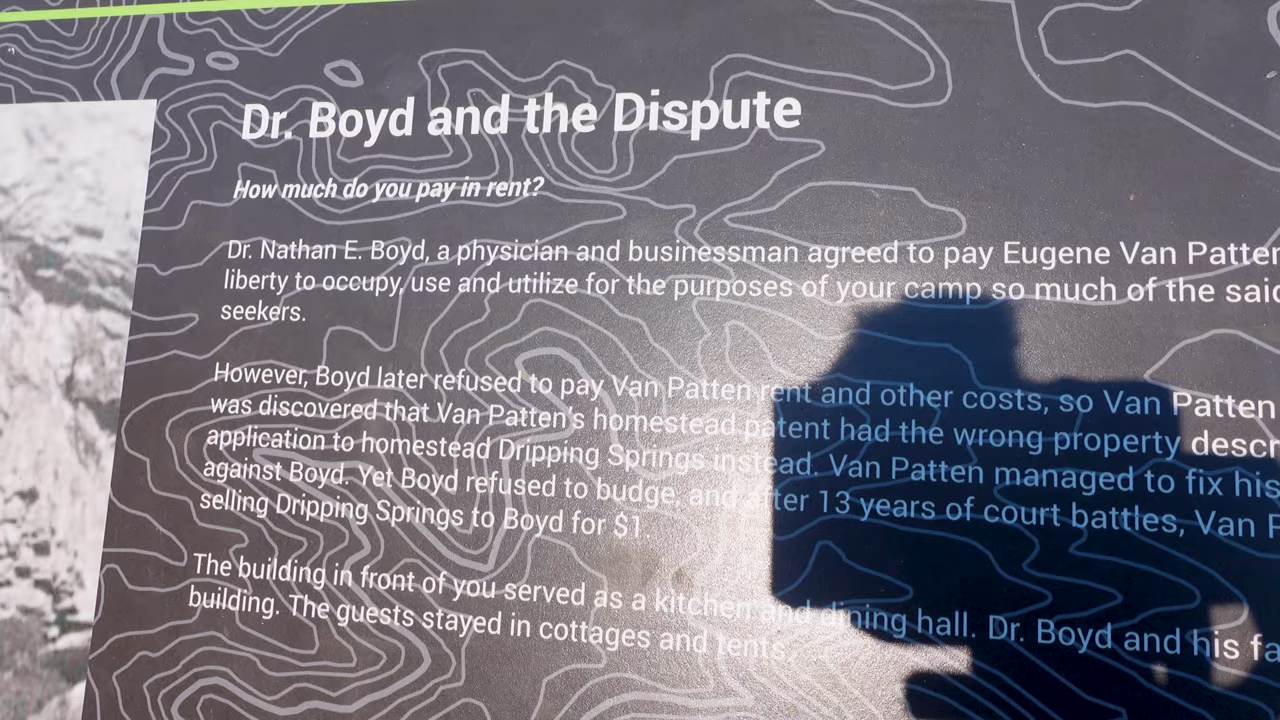 Dr. Boyd and the Dispute
How much do you pay in rent?
Dr. Nathan E. Boyd, a physician and businessman agreed to pay Eugene Van Patten
liberty to occupy, use and utilize for the purposes of your camp so much of the said
seekers.
However, Boyd later refused to pay Van Patten rent and other costs, so Van Patten
was discovered that Van Patten's homestead patent had the wrong property descr
application to homestead Dripping Springs instead. Van Patten managed to fix his
against Boyd. Yet Boyd refused to budge, and after 13 years of court battles, Van P
selling Dripping Springs to Boyd for $1.
The building in front of you served as a kitchen and dining hall. Dr. Boyd and his fa
building. The guests stayed in cottages and tents.